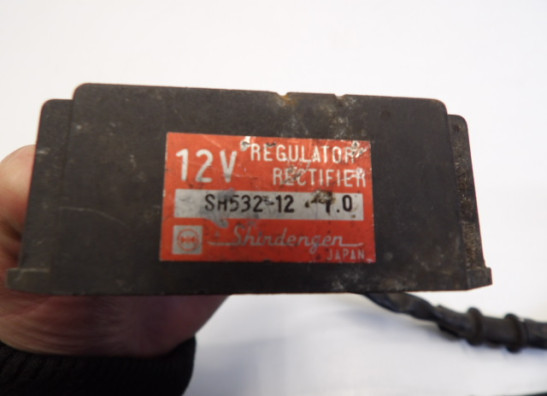 12V REGULATOR
RECTIFIER
SH532-12
Shindengen
JAPAN